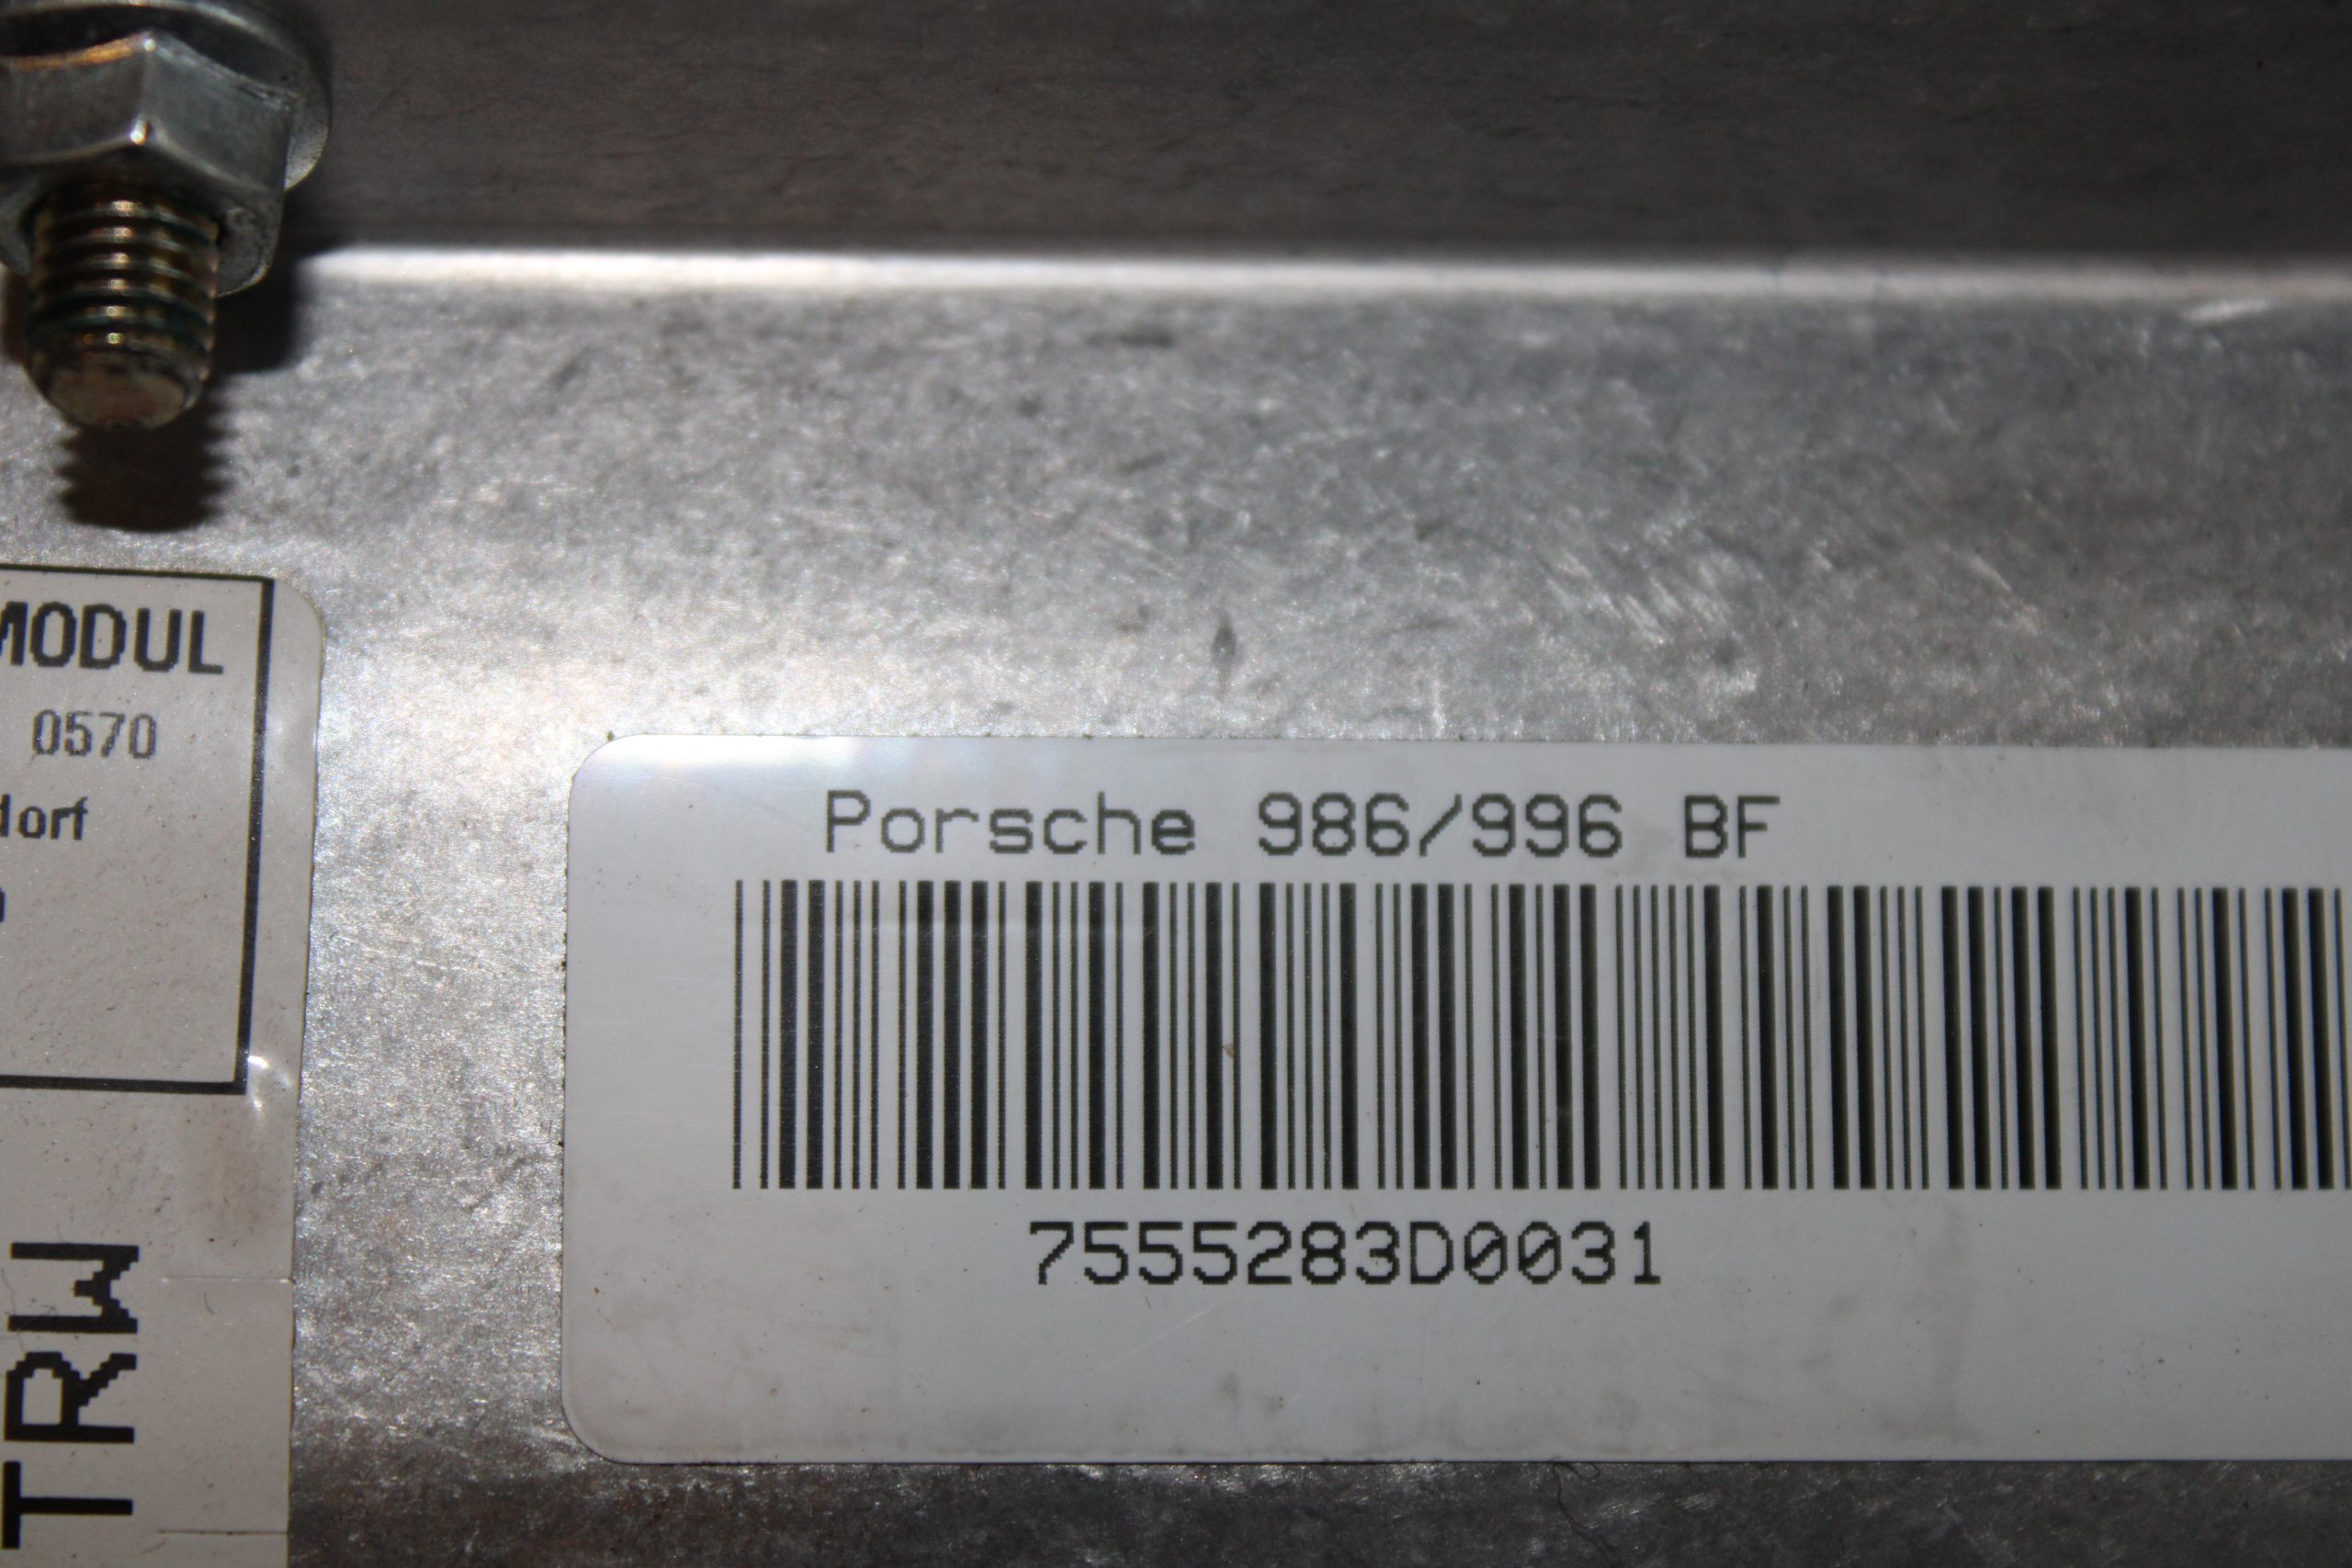 MODUL
0570
dorf
TRW
Porsche 986/996 BF
7555283D0031